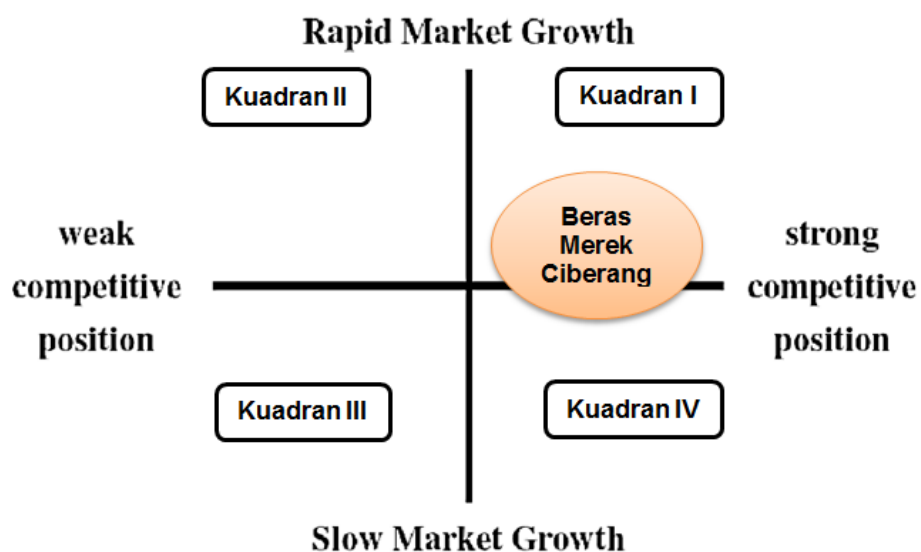 Rapid Market Growth
Kuadran II
Kuadran I
Beras
Merek
Ciberang
weak
competitive
position
strong
competitive
position
Kuadran III
Kuadran IV
Slow Market Growth